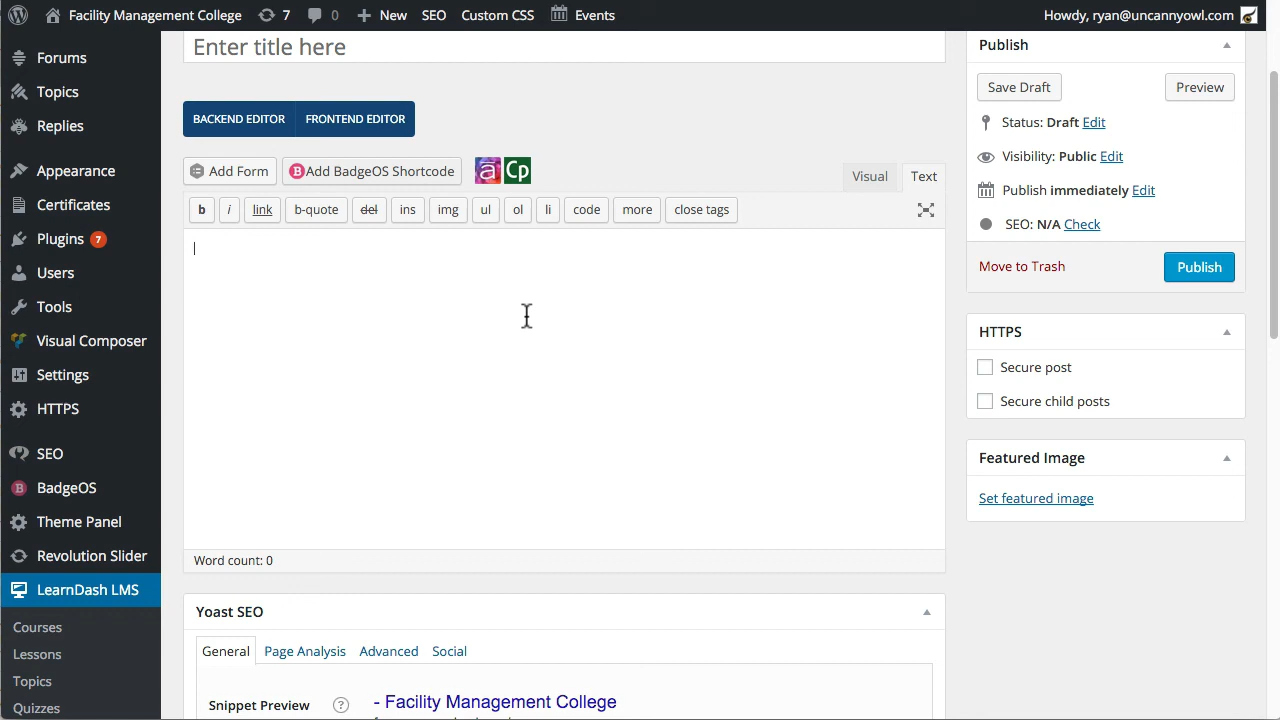 Facility Management College 7 0 New SEO Custom CSS Events Howdy, ryan@uncannyowl.com
Forums
Topics
Replies
Appearance
Certificates
Plugins 7
Users
Tools
Visual Composer
Settings
HTTPS
SEO
BadgeOS
Theme Panel
Revolution Slider
LearnDash LMS
Courses
Lessons
Topics
Quizzes
Enter title here
BACKEND EDITOR FRONTEND EDITOR
Add Form Add BadgeOS Shortcode a Cp
Visual Text
b i link b-quote del ins img ul ol li code more close tags
Word count: 0
Yoast SEO
General Page Analysis Advanced Social
Snippet Preview ? - Facility Management College
Publish
Save Draft Preview
Status: Draft Edit
Visibility: Public Edit
Publish immediately Edit
SEO: N/A Check
Move to Trash Publish
HTTPS
Secure post
Secure child posts
Featured Image
Set featured image